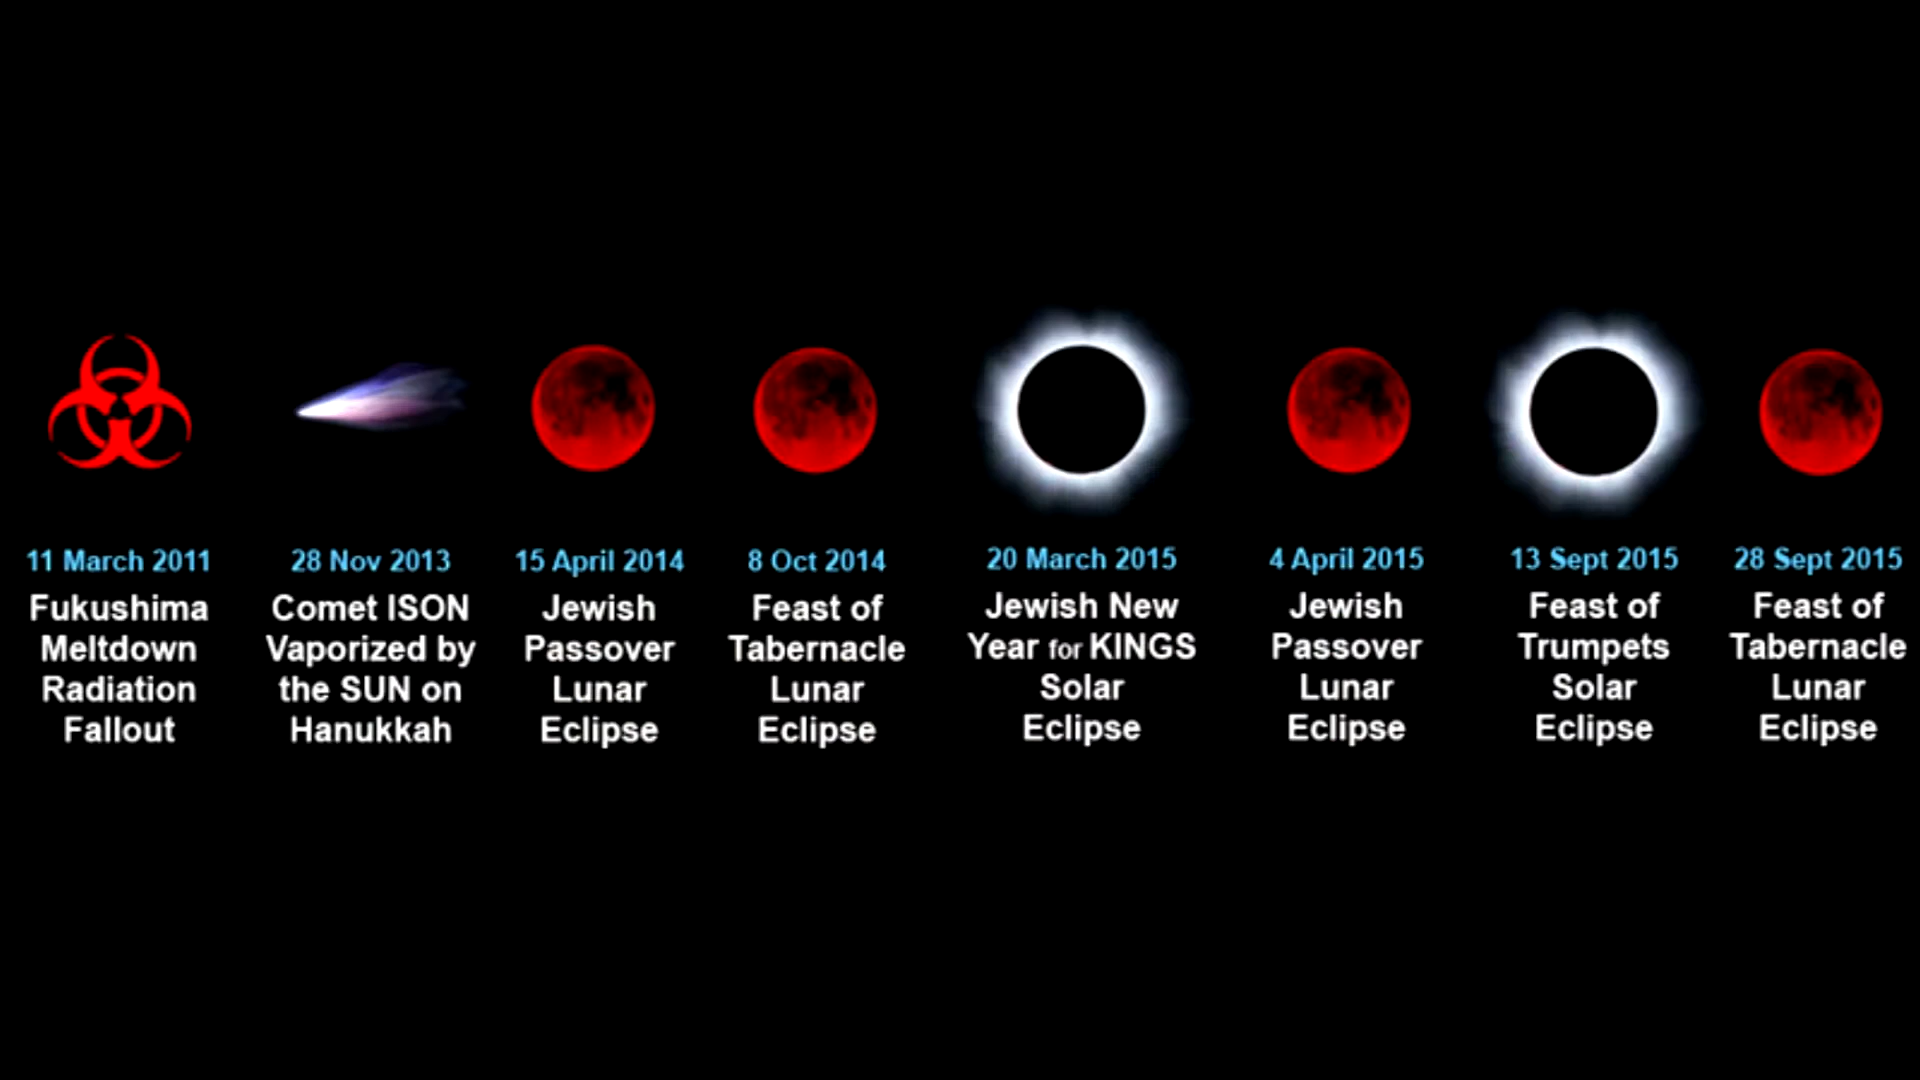 11 March 2011
Fukushima
Meltdown
Radiation
Fallout
28 Nov 2013
Comet ISON
Vaporized by
the SUN on
Hanukkah
15 April 2014
Jewish
Passover
Lunar
Eclipse
8 Oct 2014
Feast of
Tabernacle
Lunar
Eclipse
20 March 2015
Jewish New
Year for KINGS
Solar
Eclipse
4 April 2015
Jewish
Passover
Lunar
Eclipse
13 Sept 2015
Feast of
Trumpets
Solar
Eclipse
28 Sept 2015
Feast of
Tabernacle
Lunar
Eclipse